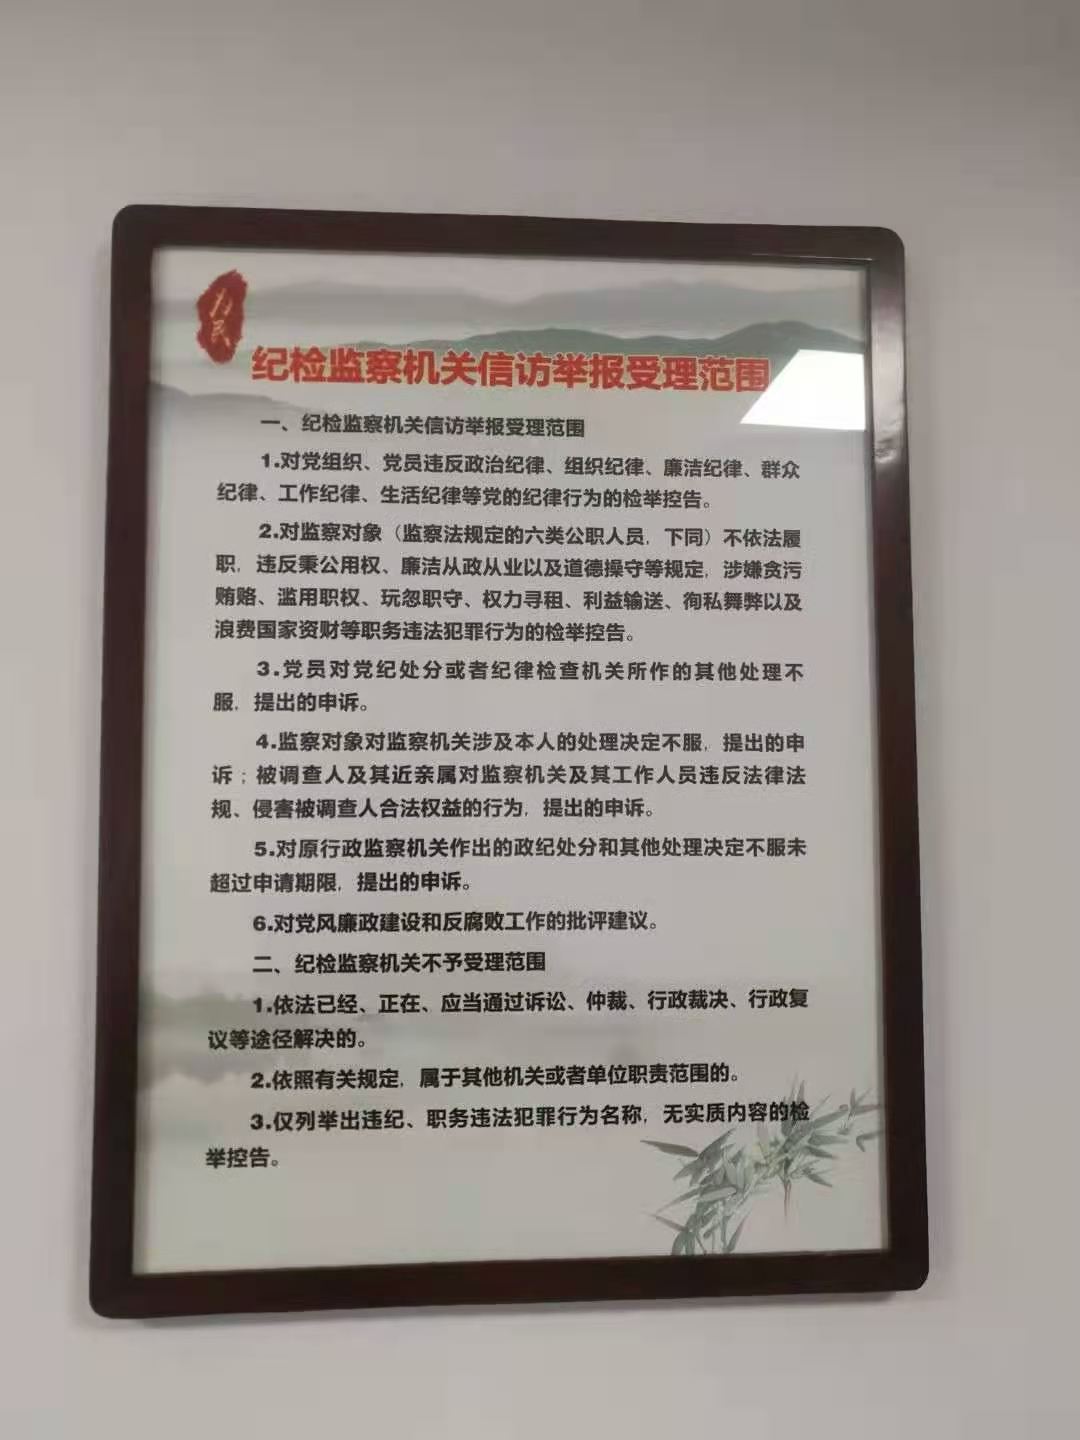 为民
纪检监察机关信访举报受理范围
一、纪检监察机关信访举报受理范围
1.对党组织、党员违反政治纪律、组织纪律、廉洁纪律、群众
纪律、工作纪律、生活纪律等党的纪律行为的检举控告。
2.对监察对象（监察法规定的六类公职人员，下同）不依法履
职，违反秉公用权、廉洁从政从业以及道德操守等规定，涉嫌贪污
贿赂、滥用职权、玩忽职守、权力寻租、利益输送、徇私舞弊以及
浪费国家资财等职务违法犯罪行为的检举控告。
3.党员对党纪处分或者纪律检查机关所作的其他处理不
服，提出的申诉。
4.监察对象对监察机关涉及本人的处理决定不服，提出的申
诉；被调查人及其近亲属对监察机关及其工作人员违反法律法
规、侵害被调查人合法权益的行为，提出的申诉。
5.对原行政监察机关作出的政纪处分和其他处理决定不服未
超过申请期限，提出的申诉。
6.对党风廉政建设和反腐败工作的批评建议。
二、纪检监察机关不予受理范围
1.依法已经、正在、应当通过诉讼、仲裁、行政裁决、行政复
议等途径解决的。
2.依照有关规定，属于其他机关或者单位职责范围的。
3.仅列举出违纪、职务违法犯罪行为名称，无实质内容的检
举控告。